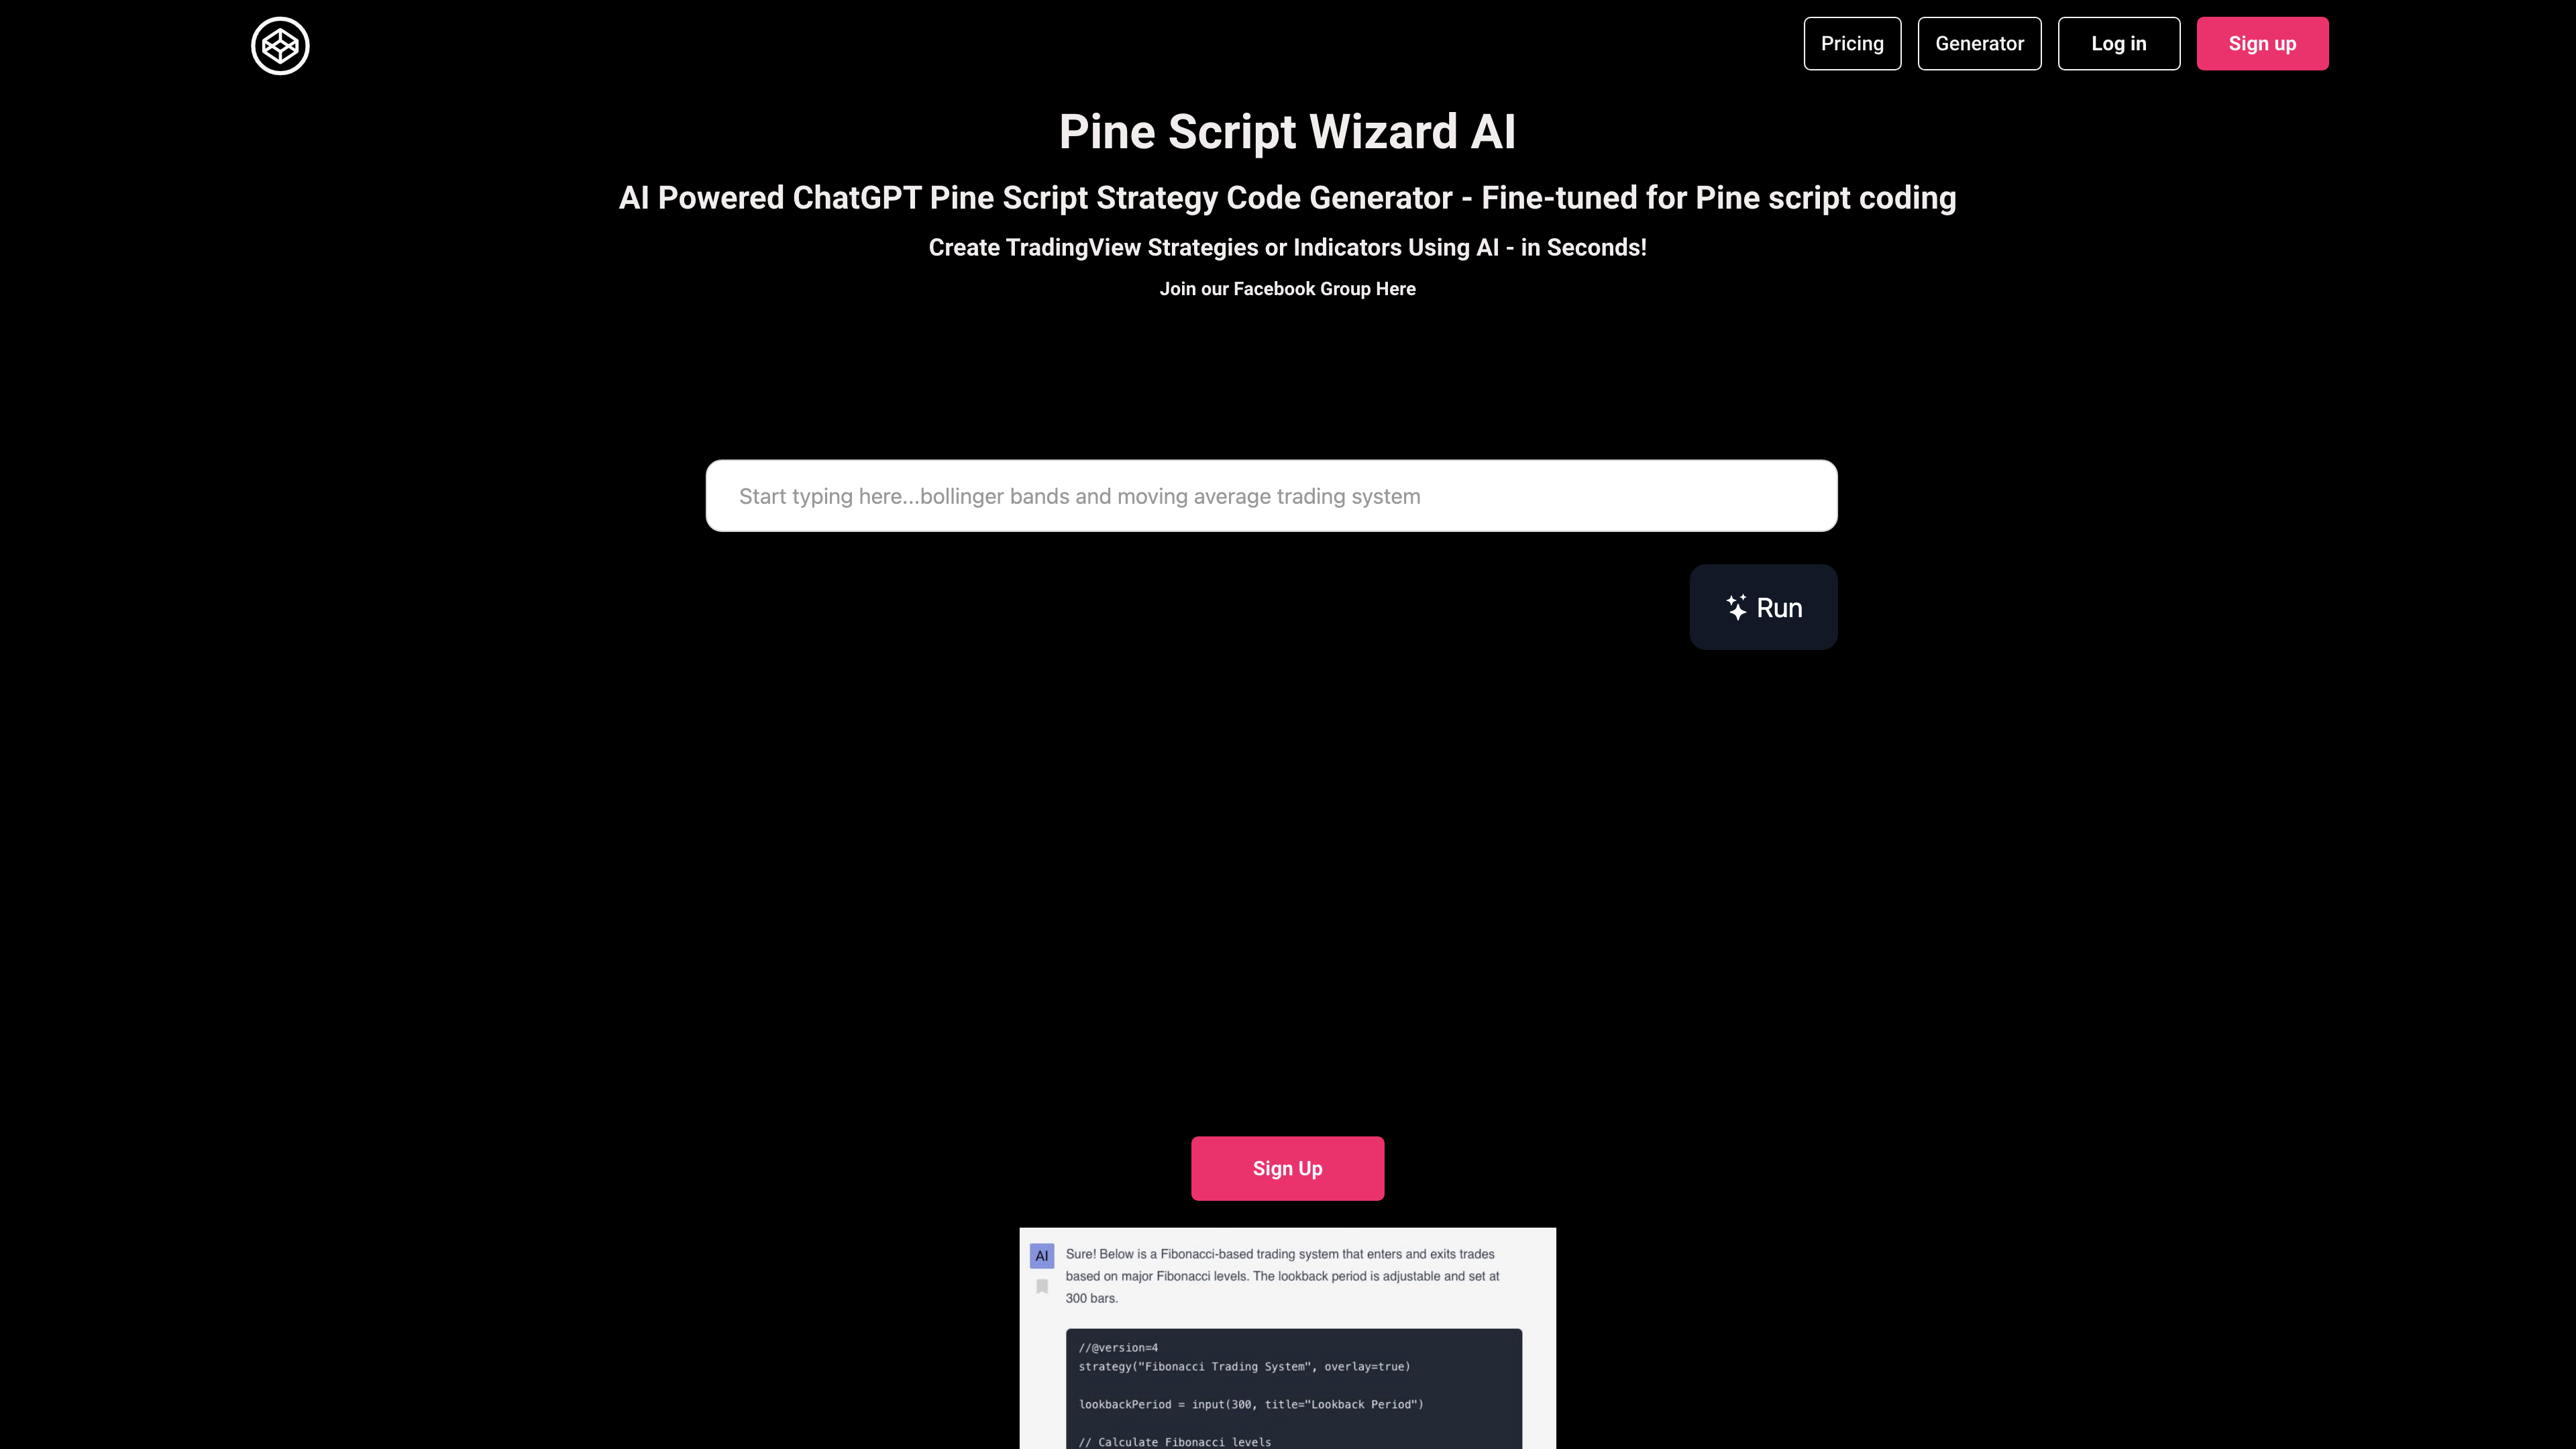 Pricing
Generator
Log in
Sign up
Pine Script Wizard AI
AI Powered ChatGPT Pine Script Strategy Code Generator - Fine-tuned for Pine script coding
Create TradingView Strategies or Indicators Using AI - in Seconds!
Join our Facebook Group Here
Start typing here...bollinger bands and moving average trading system
Run
Sign Up
AI
Sure! Below is a Fibonacci-based trading system that enters and exits trades
based on major Fibonacci levels. The lookback period is adjustable and set at
300 bars.
//@version=4
strategy("Fibonacci Trading System", overlay=true)
lookbackPeriod = input(300, title="Lookback Period")
// Calculate Fibonacci levels